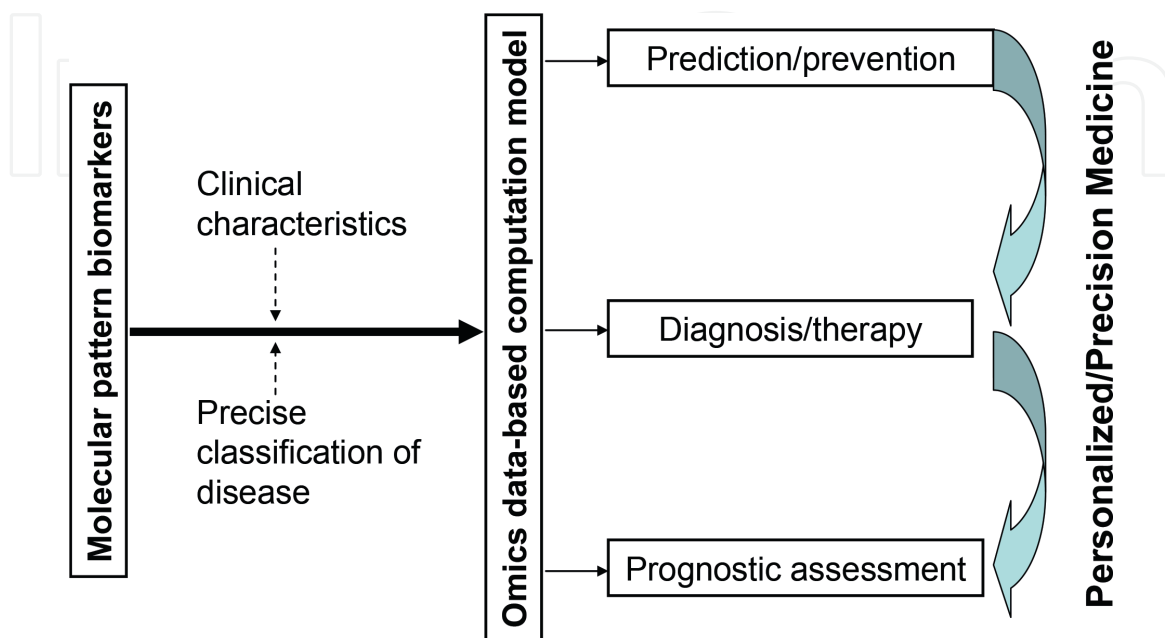 Molecular pattern biomarkers
Clinical
characteristics
Precise
classification of
disease
Omics data-based computation model
Prediction/prevention
Diagnosis/therapy
Prognostic assessment
Personalized/Precision Medicine